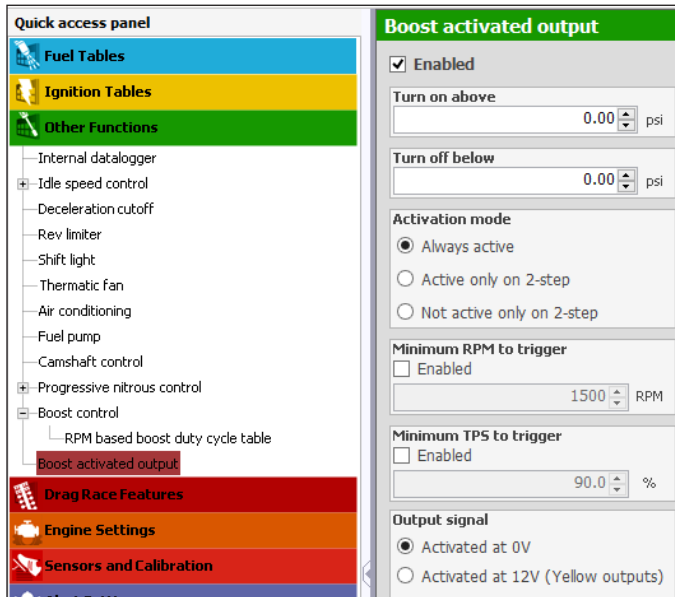 Quick access panel
Fuel Tables
Ignition Tables
Other Functions
Internal datalogger
Idle speed control
Deceleration cutoff
Rev limiter
Shift light
Thermatic fan
Air conditioning
Fuel pump
Camshaft control
Progressive nitrous control
Boost control
RPM based boost duty cycle table
Boost activated output
Drag Race Features
Engine Settings
Sensors and Calibration
Boost activated output
Enabled
Turn on above
0.00 psi
Turn off below
0.00 psi
Activation mode
Always active
Active only on 2-step
Not active only on 2-step
Minimum RPM to trigger
Enabled
1500 RPM
Minimum TPS to trigger
Enabled
90.0 %
Output signal
Activated at 0V
Activated at 12V (Yellow outputs)